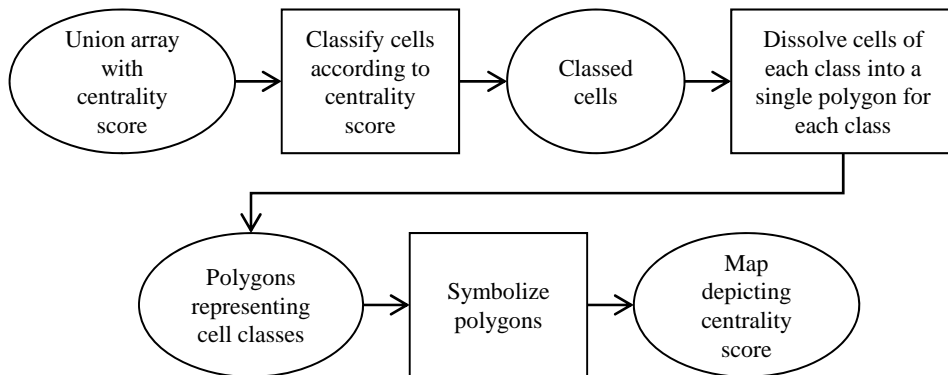 Union array
with
centrality
score
Classify cells
according to
centrality
score
Classed
cells
Dissolve cells of
each class into a
single polygon for
each class
Polygons
representing
cell classes
Symbolize
polygons
Map
depicting
centrality
score